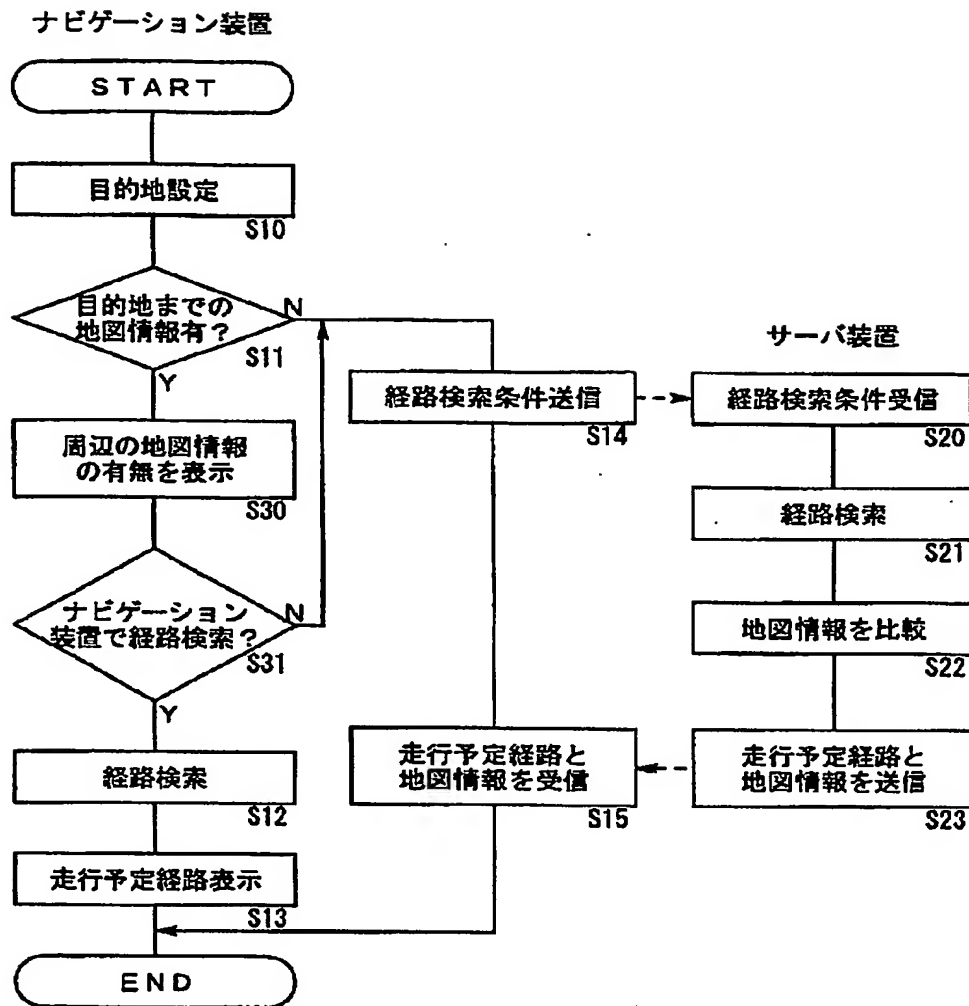 ナビゲーション装置
START
目的地設定
S10
目的地までの
地図情報有？
N
S11
Y
周辺の地図情報
の有無を表示
S30
ナビゲーション
装置で経路検索？
N
S31
Y
経路検索
S12
走行予定経路表示
S13
END
経路検索条件送信
S14
走行予定経路と
地図情報を受信
S15
サーバ装置
経路検索条件受信
S20
経路検索
S21
地図情報を比較
S22
走行予定経路と
地図情報を送信
S23